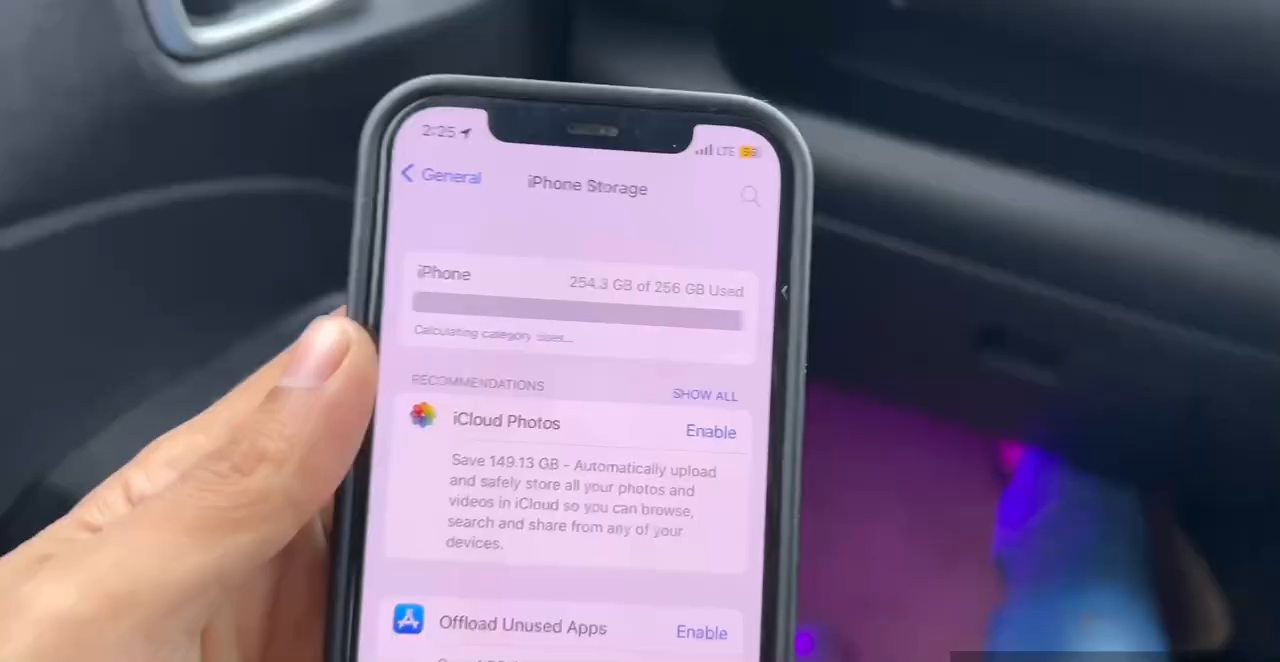 2:25
LTE 56
General
iPhone Storage
iPhone
254.3 GB of 256 GB Used
Calculating category sizes...
RECOMMENDATIONS
SHOW ALL
iCloud Photos
Enable
Save 149.13 GB - Automatically upload
and safely store all your photos and
videos in iCloud so you can browse,
search and share from any of your
devices.
Offload Unused Apps
Enable